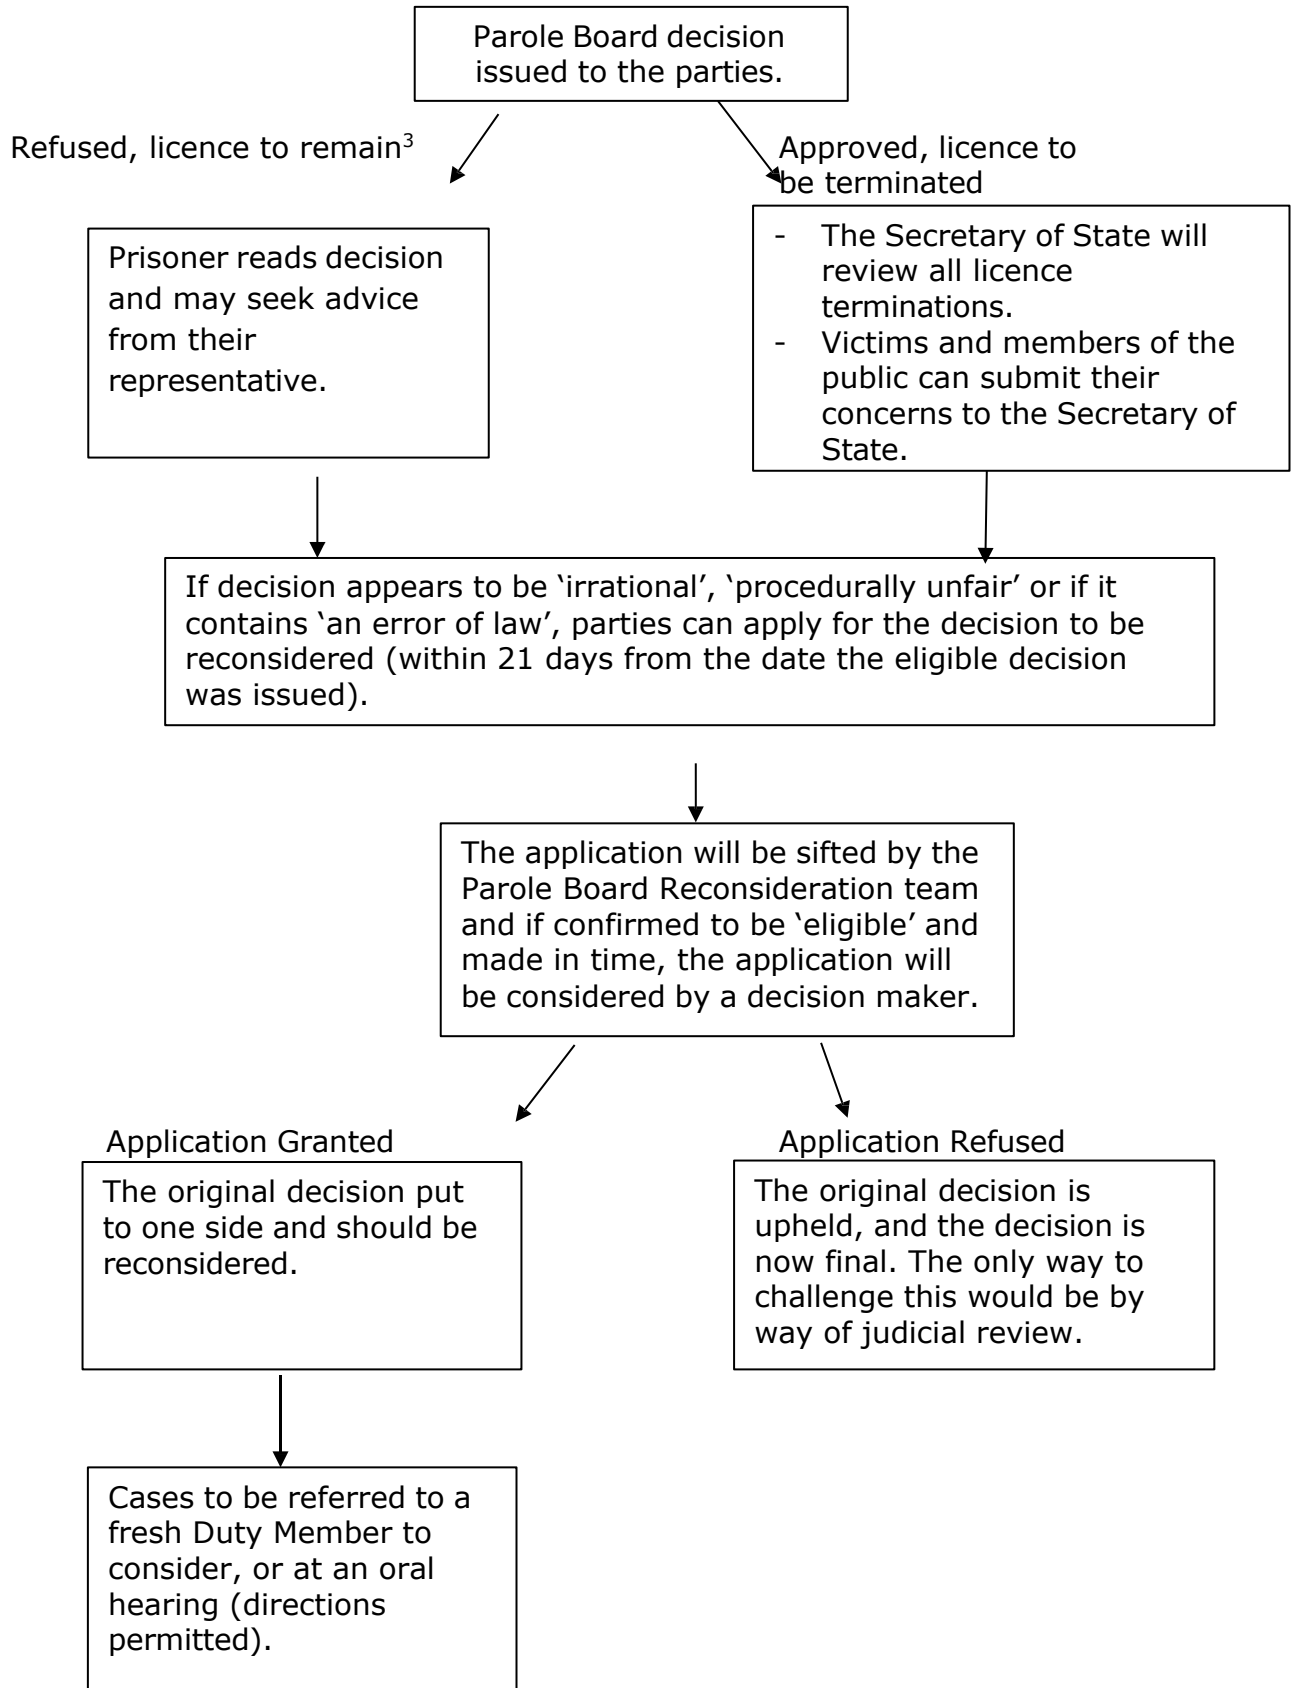 Parole Board decision
issued to the parties.
Refused, licence to remain³
Approved, licence to
be terminated
Prisoner reads decision
and may seek advice
from their
representative.
- The Secretary of State will
review all licence
terminations.
- Victims and members of the
public can submit their
concerns to the Secretary of
State.
If decision appears to be ‘irrational’, ‘procedurally unfair’ or if it
contains ‘an error of law’, parties can apply for the decision to be
reconsidered (within 21 days from the date the eligible decision
was issued).
The application will be sifted by the
Parole Board Reconsideration team
and if confirmed to be ‘eligible’ and
made in time, the application will
be considered by a decision maker.
Application Granted
The original decision put
to one side and should be
reconsidered.
Application Refused
The original decision is
upheld, and the decision is
now final. The only way to
challenge this would be by
way of judicial review.
Cases to be referred to a
fresh Duty Member to
consider, or at an oral
hearing (directions
permitted).